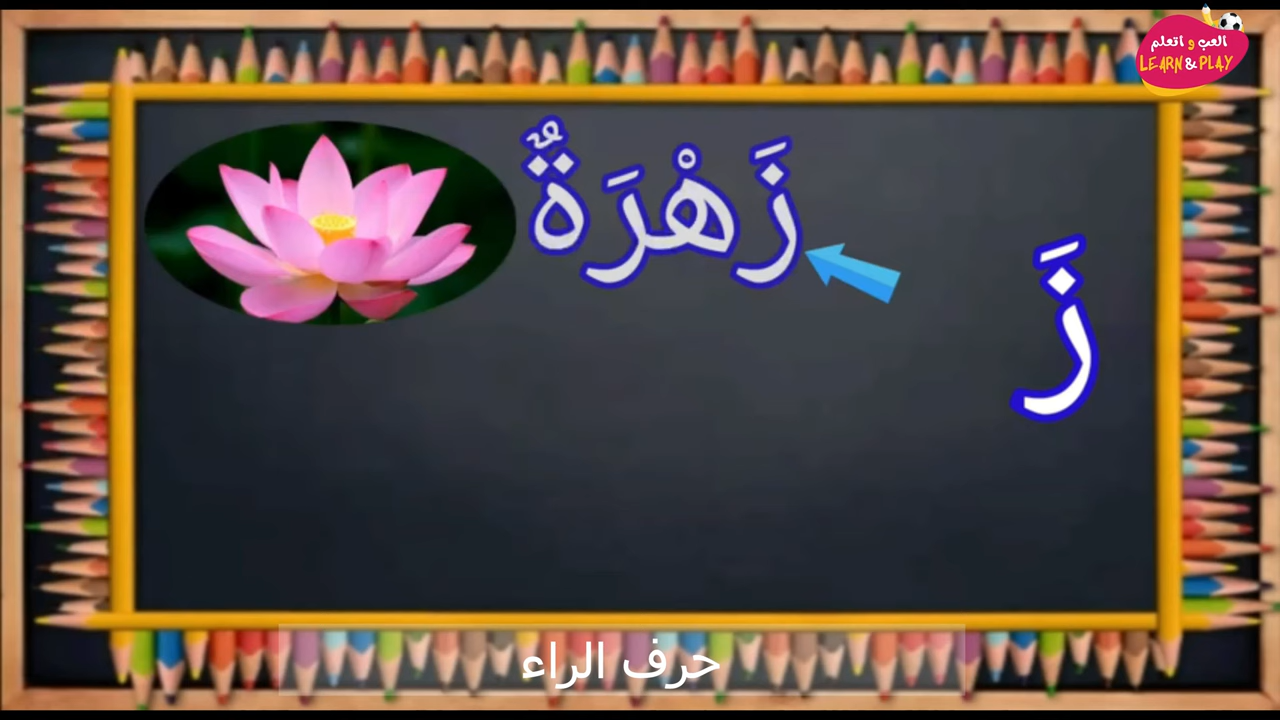 العب و اتعلم
LEARN & PLAY
زَهْرَةٌ
زَ
حرف الراء